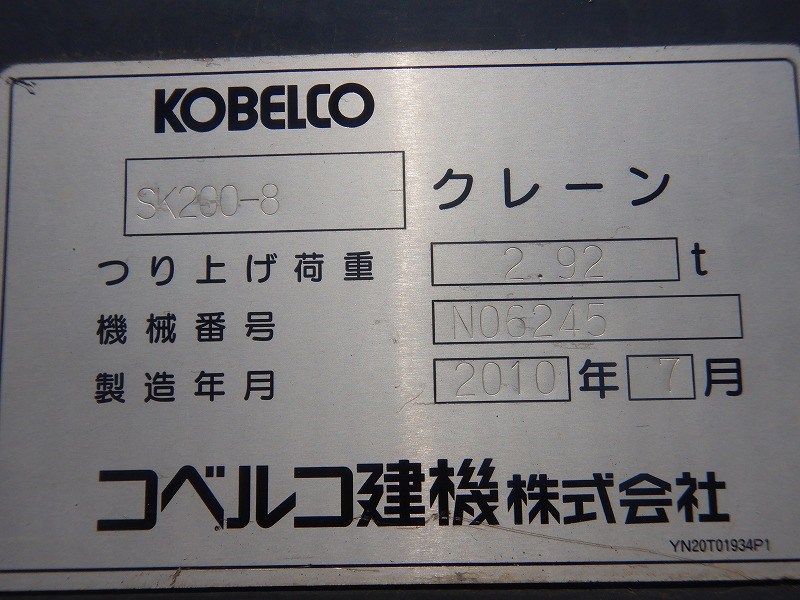 KOBELCO
SK200-8 クレーン
つり上げ荷重 2.92 t
機械番号 N06245
製造年月 2010 年 7 月
コベルコ建機株式会社
YN20T01934P1